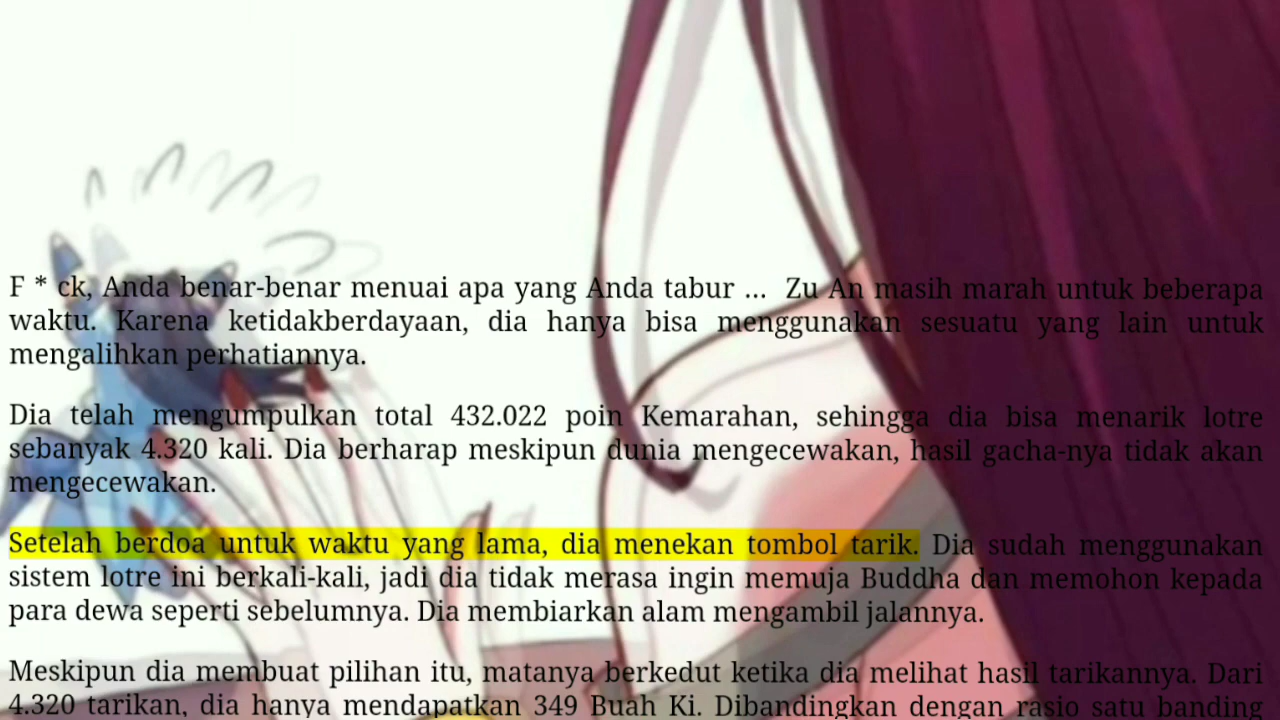 F * ck, Anda benar-benar menuai apa yang Anda tabur ... Zu An masih marah untuk beberapa
waktu. Karena ketidakberdayaan, dia hanya bisa menggunakan sesuatu yang lain untuk
mengalihkan perhatiannya.
Dia telah mengumpulkan total 432.022 poin Kemarahan, sehingga dia bisa menarik lotre
sebanyak 4.320 kali. Dia berharap meskipun dunia mengecewakan, hasil gacha-nya tidak akan
mengecewakan.
Setelah berdoa untuk waktu yang lama, dia menekan tombol tarik. Dia sudah menggunakan
sistem lotre ini berkali-kali, jadi dia tidak merasa ingin memuja Buddha dan memohon kepada
para dewa seperti sebelumnya. Dia membiarkan alam mengambil jalannya.
Meskipun dia membuat pilihan itu, matanya berkedut ketika dia melihat hasil tarikannya. Dari
4.320 tarikan, dia hanya mendapatkan 349 Buah Ki. Dibandingkan dengan rasio satu banding